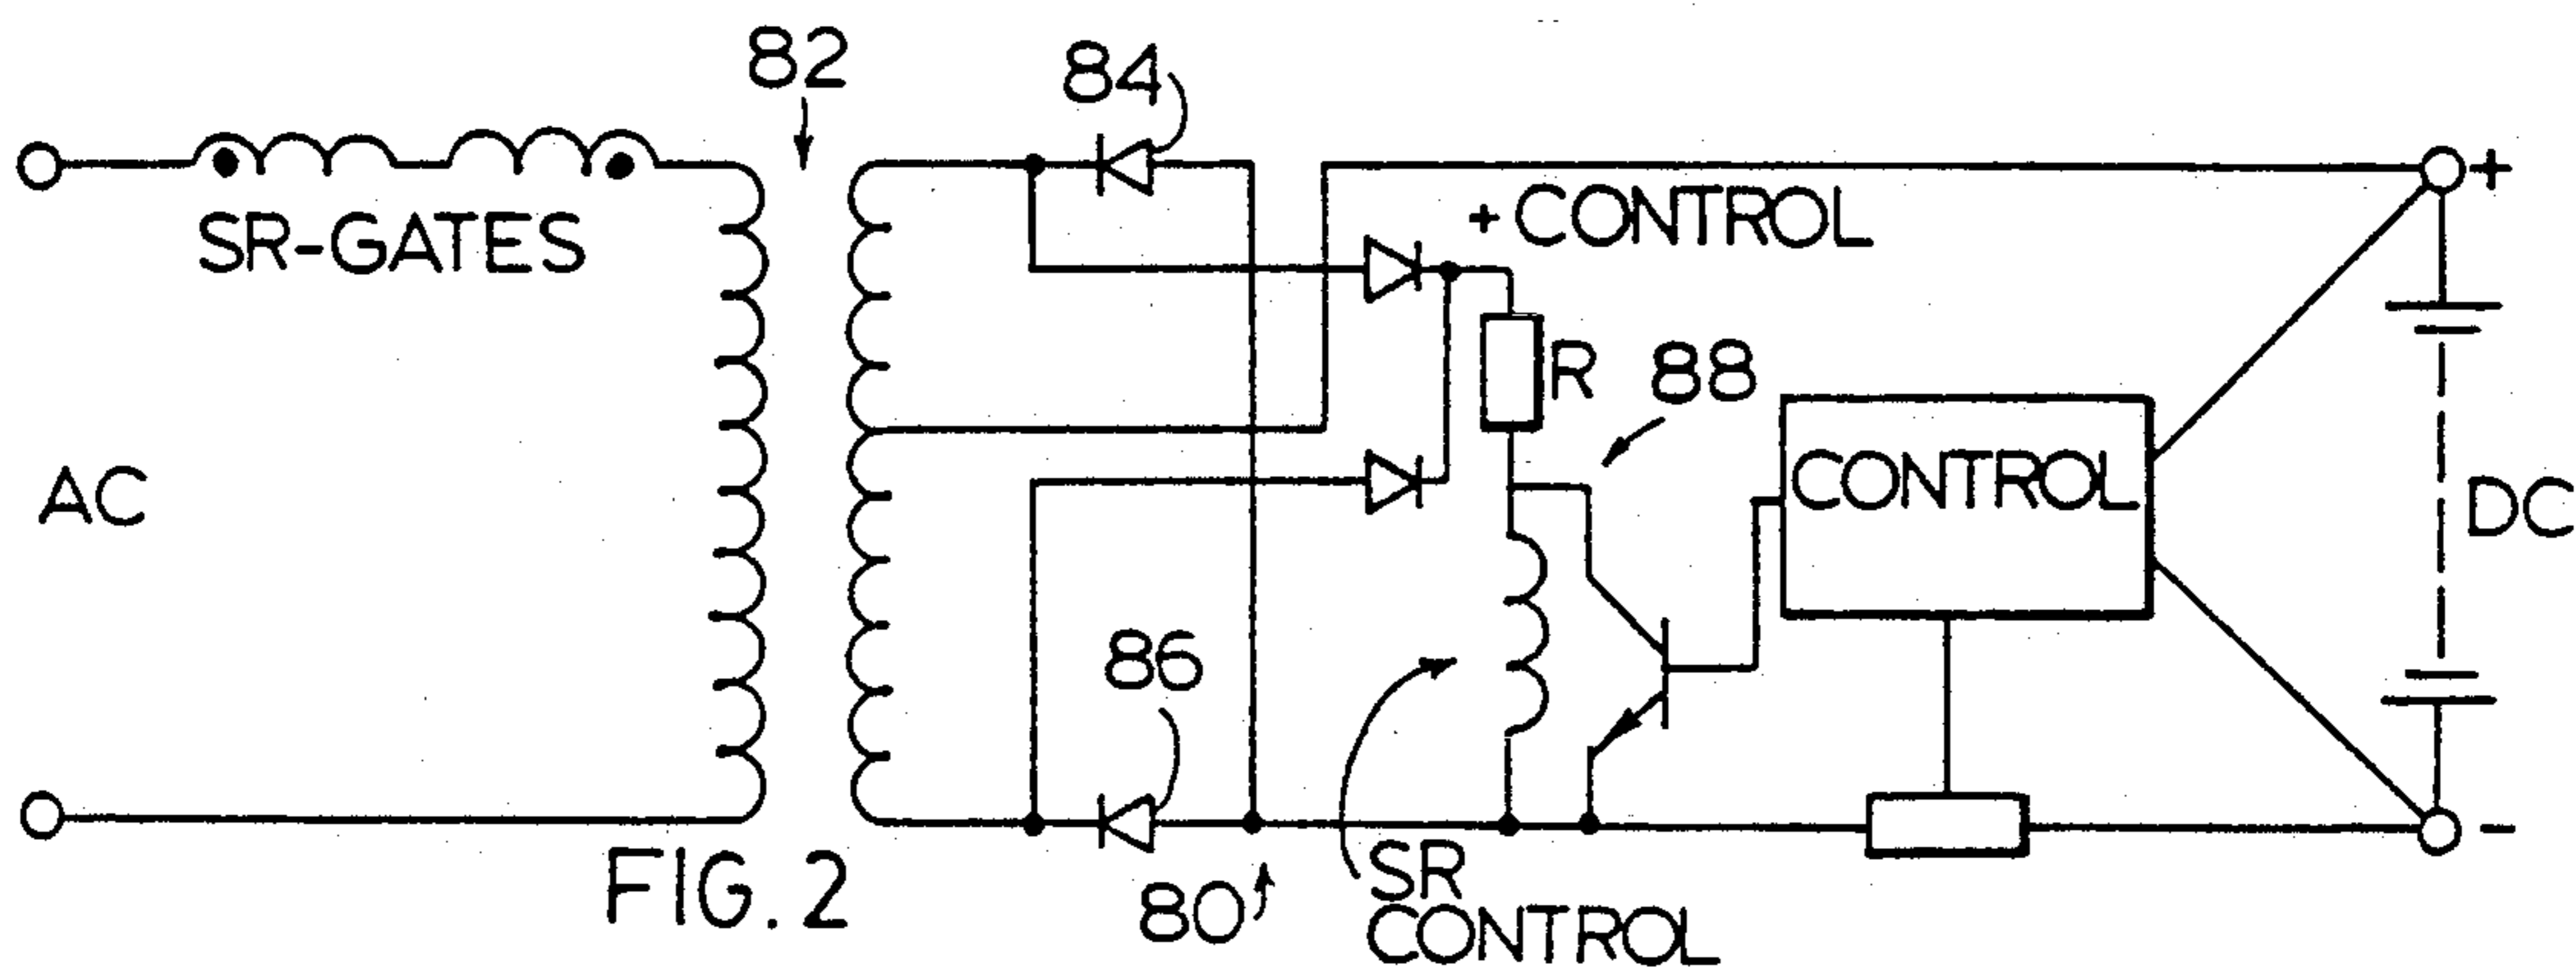 82
84
+
SR-GATES
+ CONTROL
R
88
AC
CONTROL
DC
86
-
FIG. 2
80
SR
CONTROL